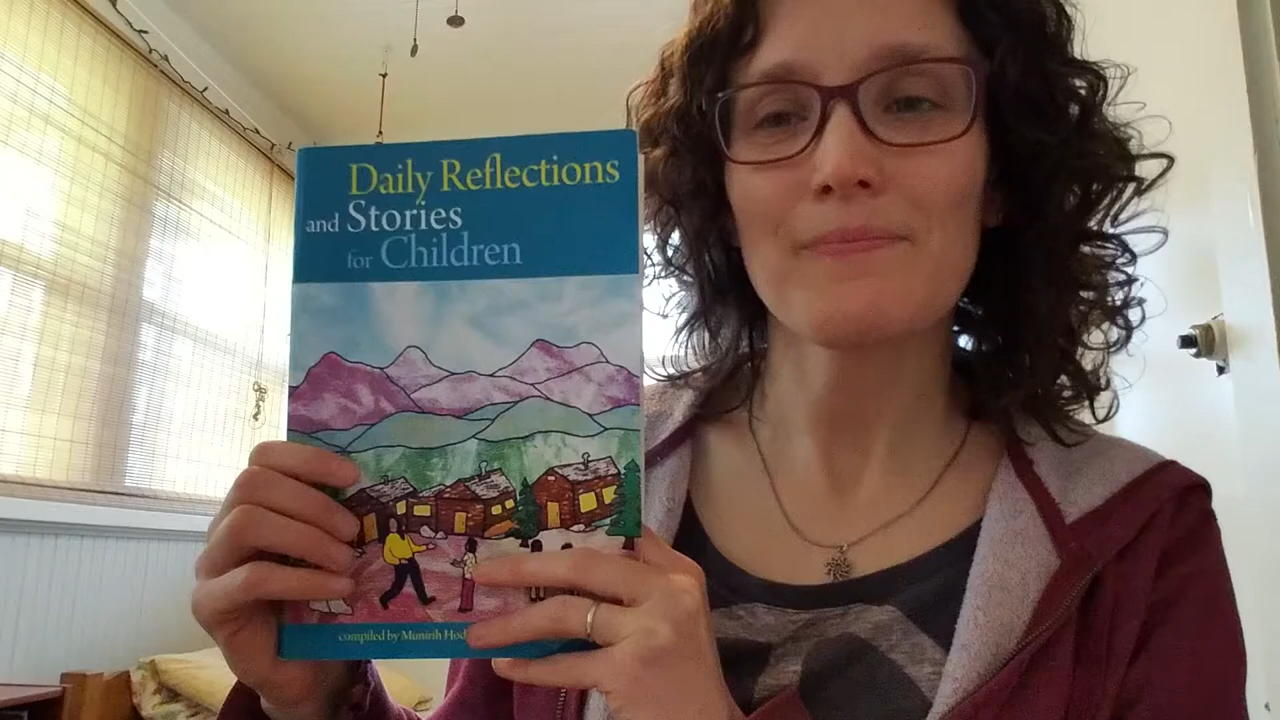 Daily Reflections
and Stories
for Children
compiled by Munirih